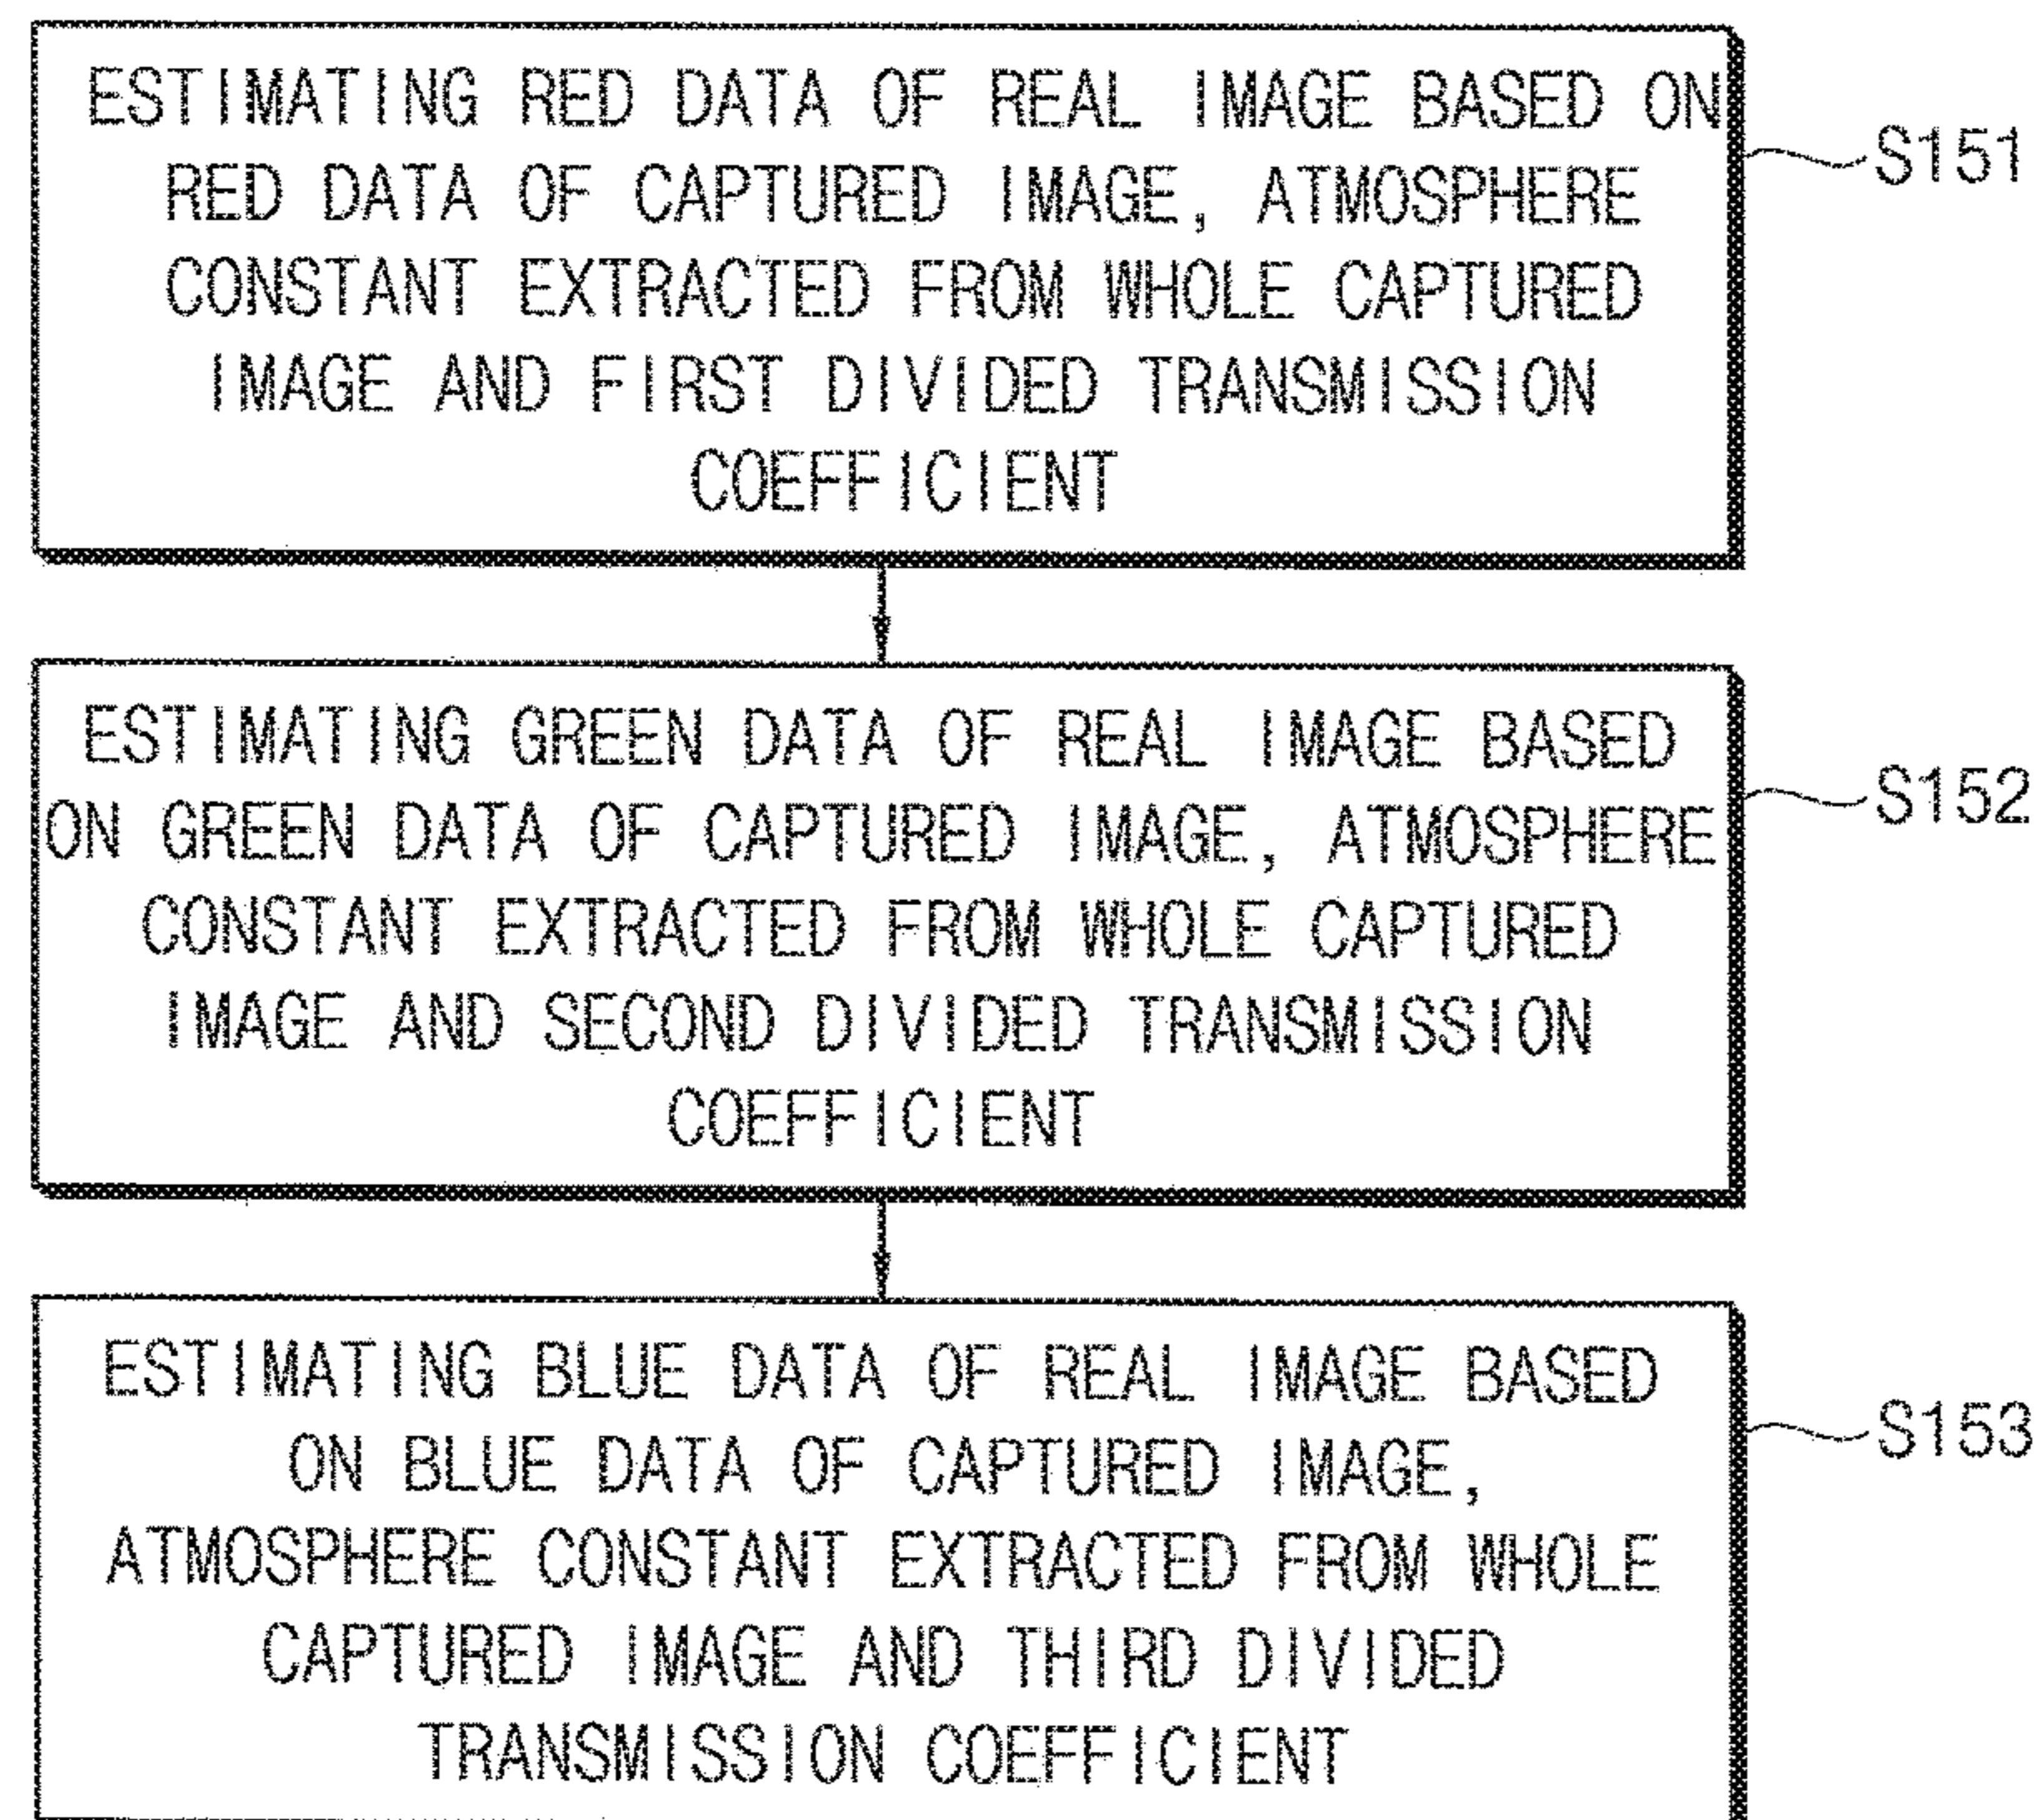 ESTIMATING RED DATA OF REAL IMAGE BASED ON
RED DATA OF CAPTURED IMAGE, ATMOSPHERE
CONSTANT EXTRACTED FROM WHOLE CAPTURED
IMAGE AND FIRST DIVIDED TRANSMISSION
COEFFICIENT
S151
ESTIMATING GREEN DATA OF REAL IMAGE BASED
ON GREEN DATA OF CAPTURED IMAGE, ATMOSPHERE
CONSTANT EXTRACTED FROM WHOLE CAPTURED
IMAGE AND SECOND DIVIDED TRANSMISSION
COEFFICIENT
S152
ESTIMATING BLUE DATA OF REAL IMAGE BASED
ON BLUE DATA OF CAPTURED IMAGE,
ATMOSPHERE CONSTANT EXTRACTED FROM WHOLE
CAPTURED IMAGE AND THIRD DIVIDED
TRANSMISSION COEFFICIENT
S153